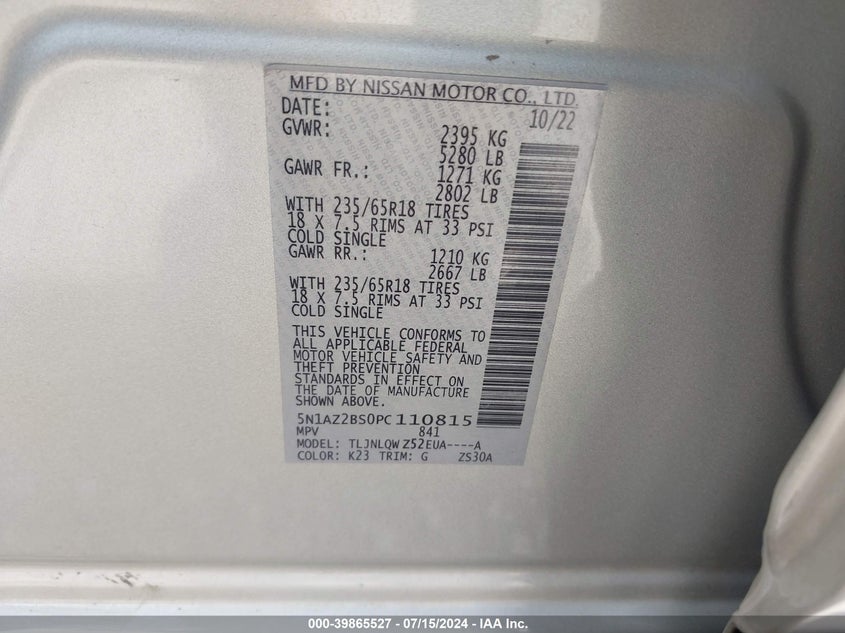 MFD BY NISSAN MOTOR CO., LTD.
DATE: 10/22
GVWR: 2395 KG
5280 LB
GAWR FR.: 1271 KG
2802 LB
WITH 235/65R18 TIRES
18 X 7.5 RIMS AT 33 PSI
COLD SINGLE
GAWR RR.: 1210 KG
2667 LB
WITH 235/65R18 TIRES
18 X 7.5 RIMS AT 33 PSI
COLD SINGLE
THIS VEHICLE CONFORMS TO
ALL APPLICABLE FEDERAL
MOTOR VEHICLE SAFETY AND
THEFT PREVENTION
STANDARDS IN EFFECT ON
THE DATE OF MANUFACTURE
SHOWN ABOVE.
5N1AZ2BS0PC110815
MPV 841
MODEL: TLJNLQW Z52EUA----A
COLOR: K23 TRIM: G ZS30A
000-39865527 - 07/15/2024 - IAA Inc.